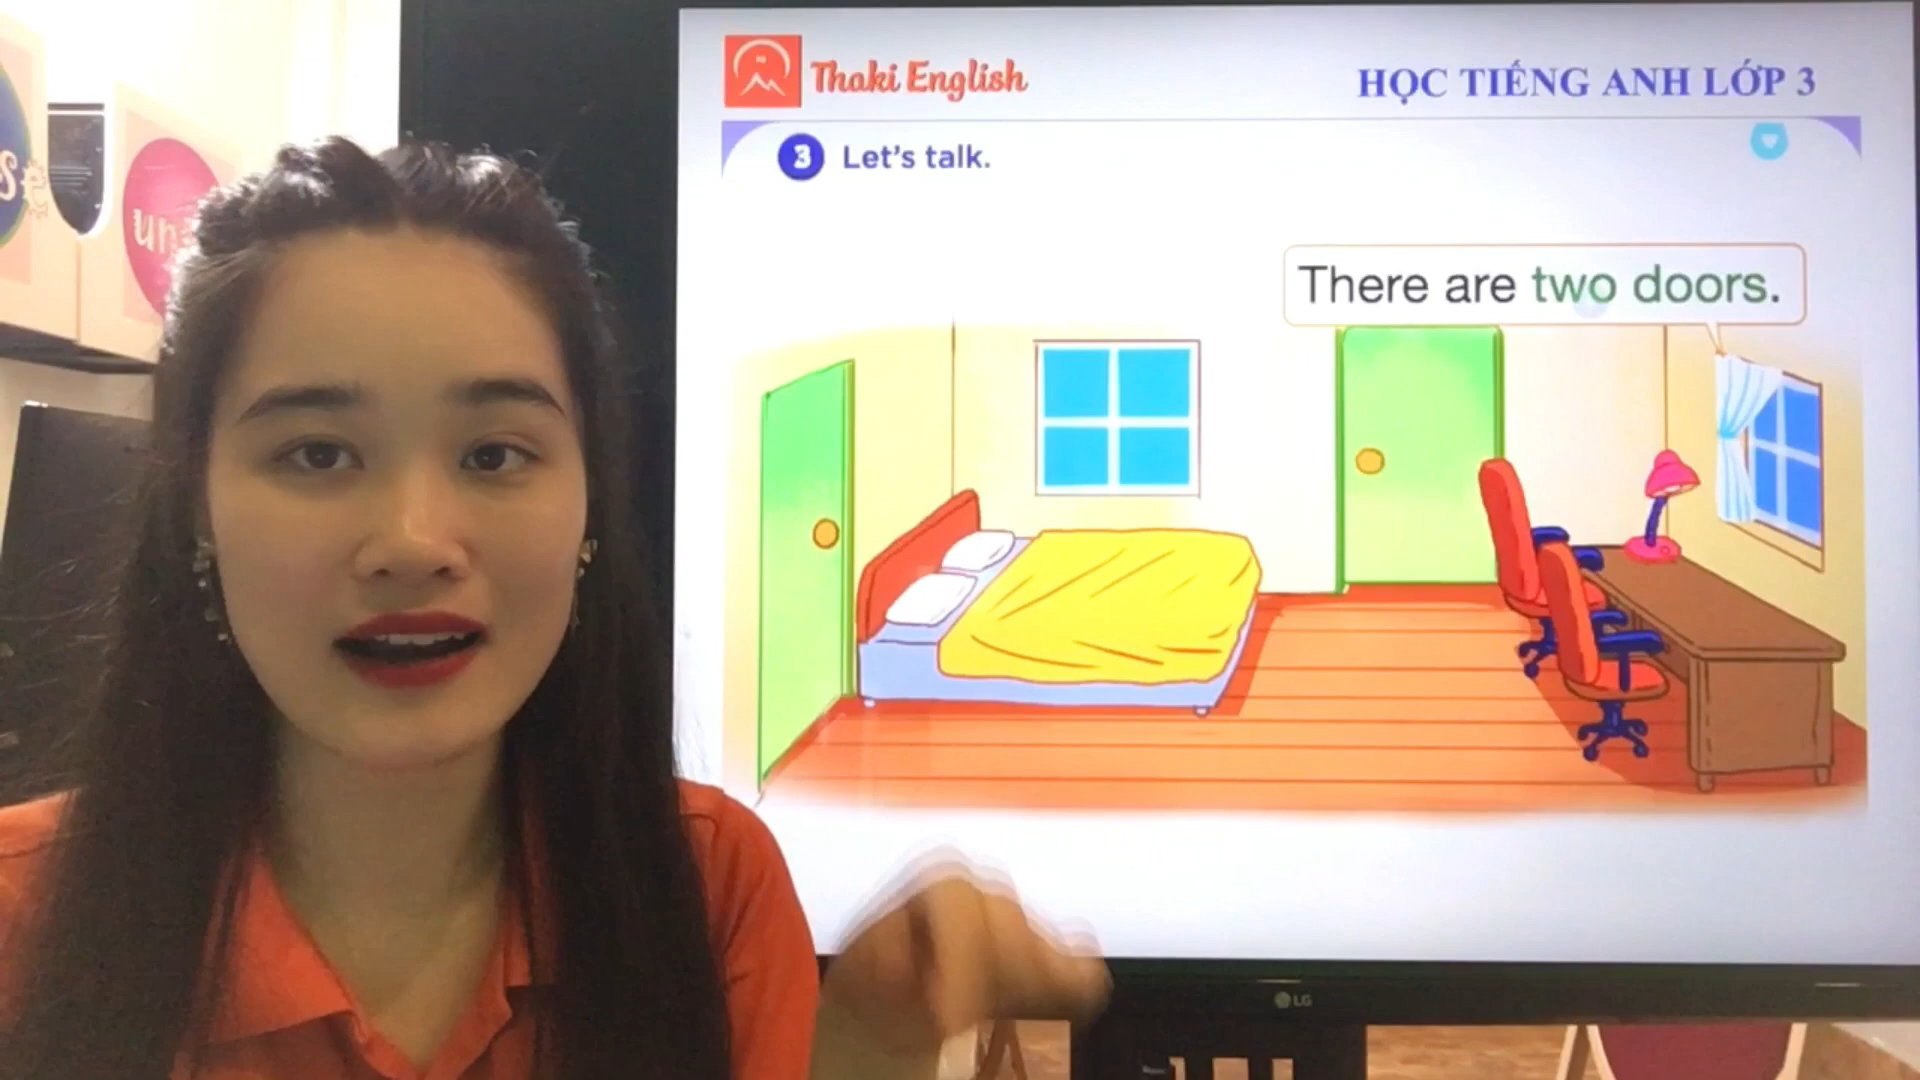 Thaki English
HỌC TIẾNG ANH LỚP 3
3 Let's talk.
There are two doors.
LG